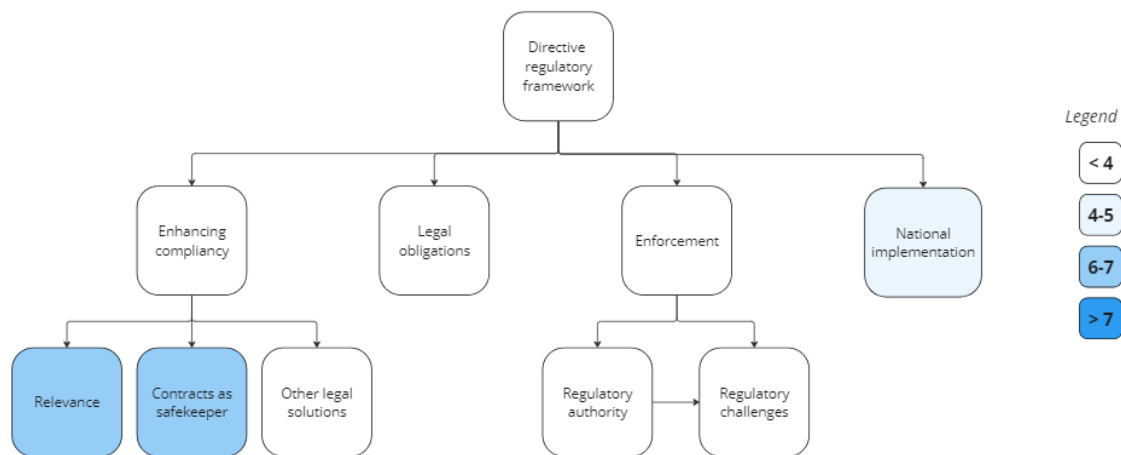 Directive
regulatory
framework
Legend
< 4
4-5
6-7
> 7
Enhancing
compliancy
Legal
obligations
Enforcement
National
implementation
Relevance
Contracts as
safekeeper
Other legal
solutions
Regulatory
authority
Regulatory
challenges